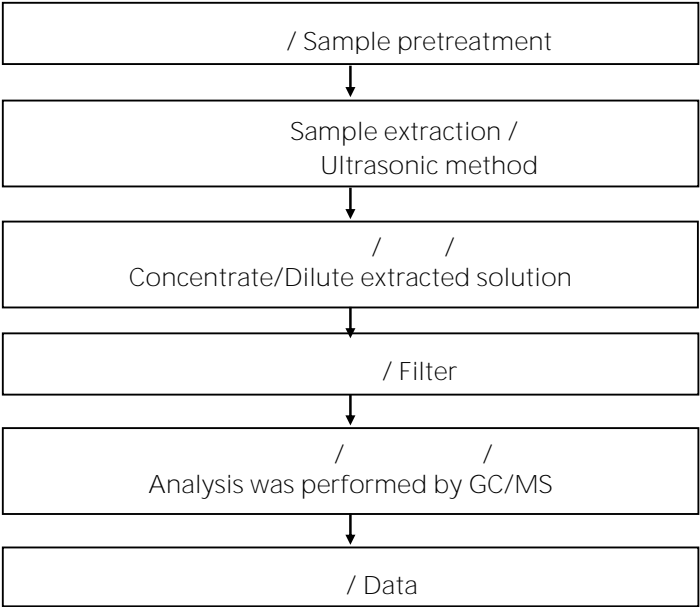 / Sample pretreatment
Sample extraction /
Ultrasonic method
/ /
Concentrate/Dilute extracted solution
/ Filter
/ /
Analysis was performed by GC/MS
/ Data